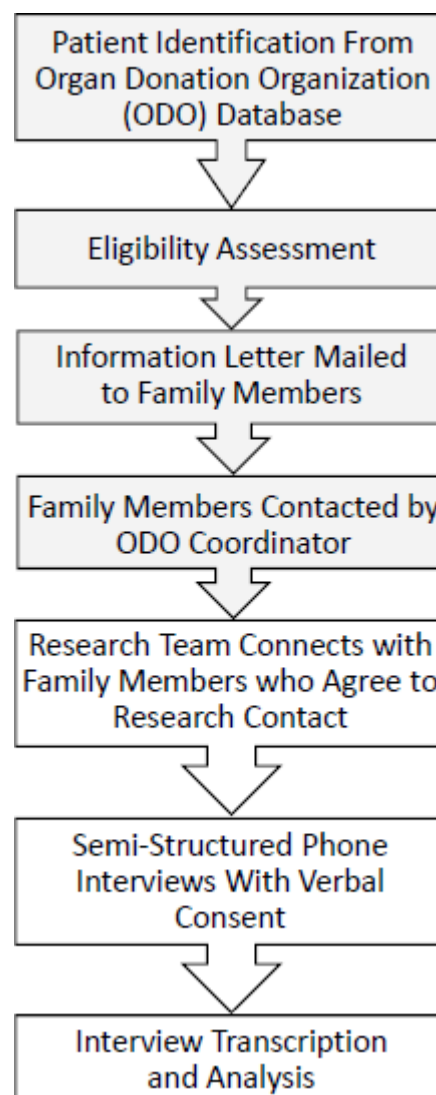 Patient Identification From
Organ Donation Organization
(ODO) Database
Eligibility Assessment
Information Letter Mailed
to Family Members
Family Members Contacted by
ODO Coordinator
Research Team Connects with
Family Members who Agree to
Research Contact
Semi-Structured Phone
Interviews With Verbal
Consent
Interview Transcription
and Analysis